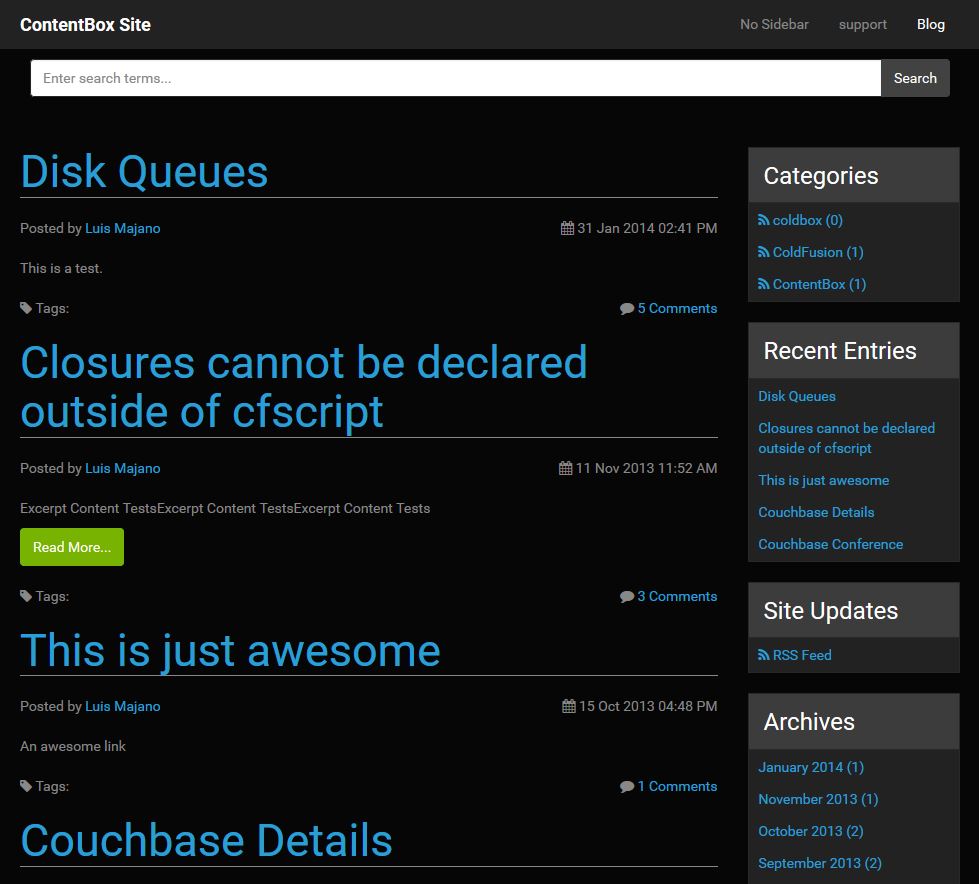 ContentBox Site
No Sidebar support Blog
Enter search terms...
Search
Disk Queues
Posted by Luis Majano
31 Jan 2014 02:41 PM
This is a test.
Tags:
5 Comments
Closures cannot be declared
outside of cfscript
Posted by Luis Majano
11 Nov 2013 11:52 AM
Excerpt Content TestsExcerpt Content TestsExcerpt Content Tests
Read More...
Tags:
3 Comments
This is just awesome
Posted by Luis Majano
15 Oct 2013 04:48 PM
An awesome link
Tags:
1 Comments
Couchbase Details
Categories
coldbox (0)
ColdFusion (1)
ContentBox (1)
Recent Entries
Disk Queues
Closures cannot be declared
outside of cfscript
This is just awesome
Couchbase Details
Couchbase Conference
Site Updates
RSS Feed
Archives
January 2014 (1)
November 2013 (1)
October 2013 (2)
September 2013 (2)